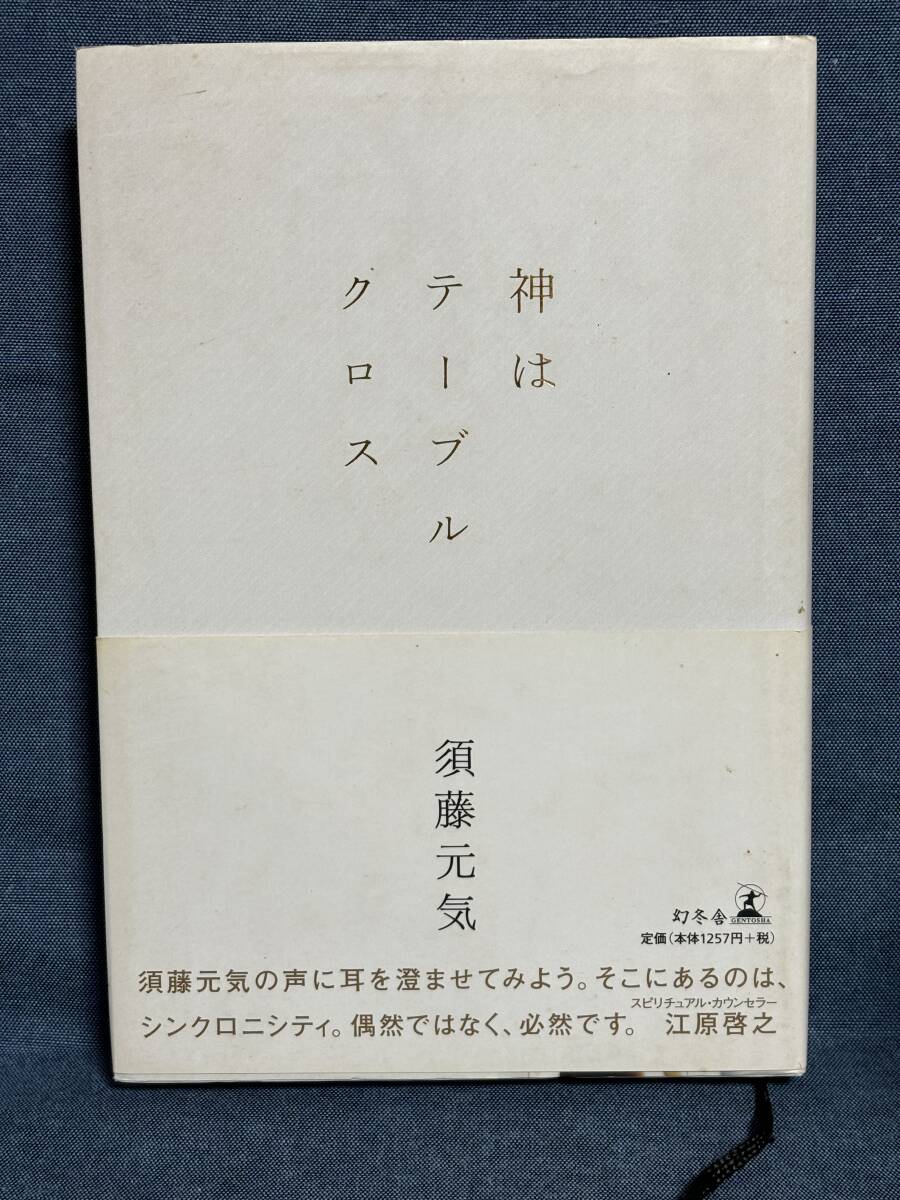 神は
テーブル
クロス
須藤元気
幻冬舎
GENTOSHA
定価(本体1257円+税)
須藤元気の声に耳を澄ませてみよう。そこにあるのは、
シンクロニシティ。偶然ではなく、必然です。
スピリチュアル・カウンセラー
江原啓之